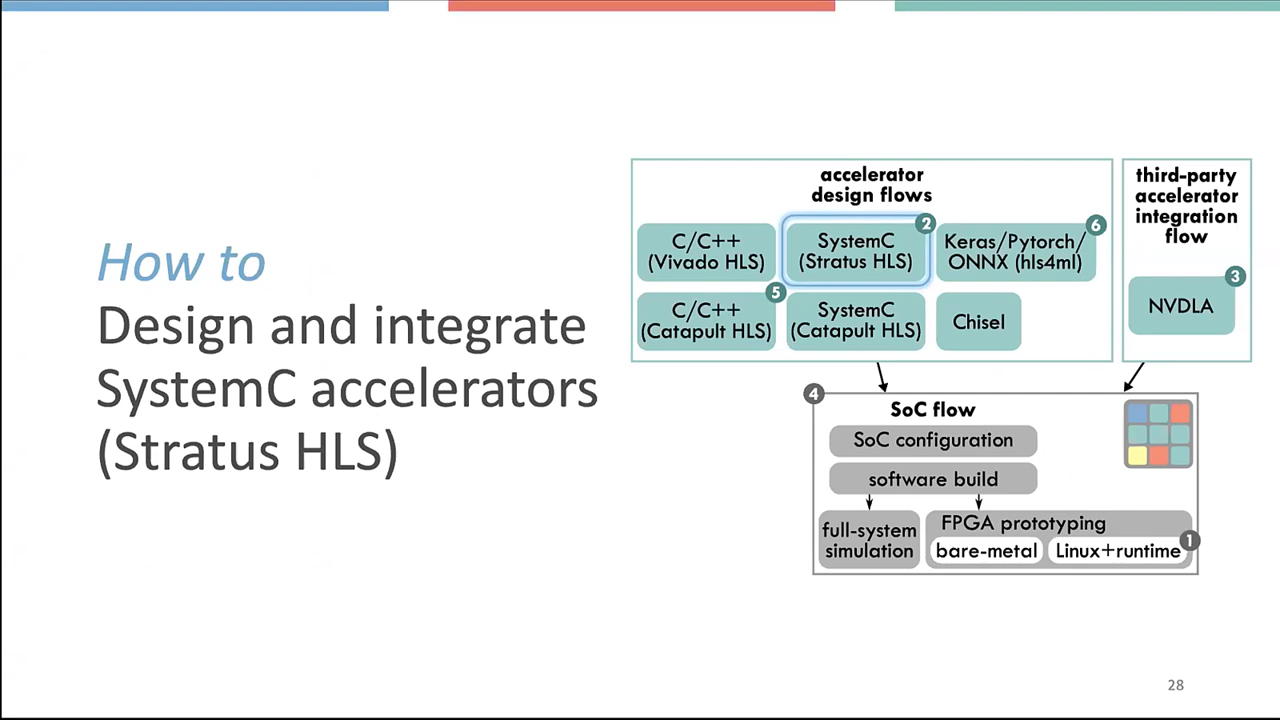 How to
Design and integrate
SystemC accelerators
(Stratus HLS)
accelerator
design flows
C/C++
(Vivado HLS)
2
SystemC
(Stratus HLS)
6
Keras/Pytorch/
ONNX (hls4ml)
5
C/C++
(Catapult HLS)
SystemC
(Catapult HLS)
Chisel
third-party
accelerator
integration
flow
3
NVDLA
4
SoC flow
SoC configuration
software build
full-system
simulation
FPGA prototyping
bare-metal
Linux+runtime
1
28